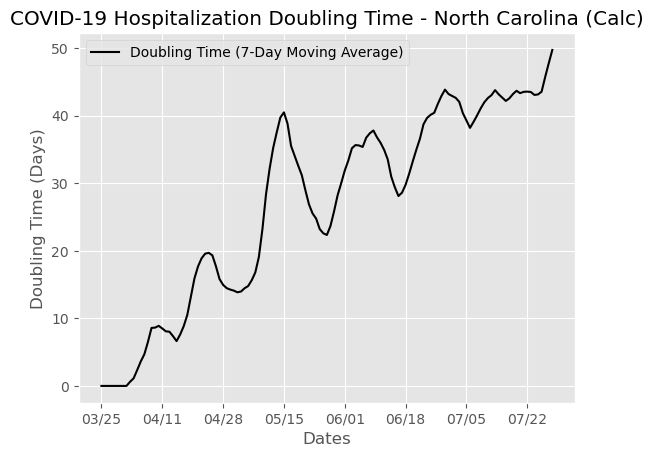 COVID-19 Hospitalization Doubling Time - North Carolina (Calc)
Doubling Time (7-Day Moving Average)
50
40
30
20
10
0
Doubling Time (Days)
03/25 04/11 04/28 05/15 06/01 06/18 07/05 07/22
Dates